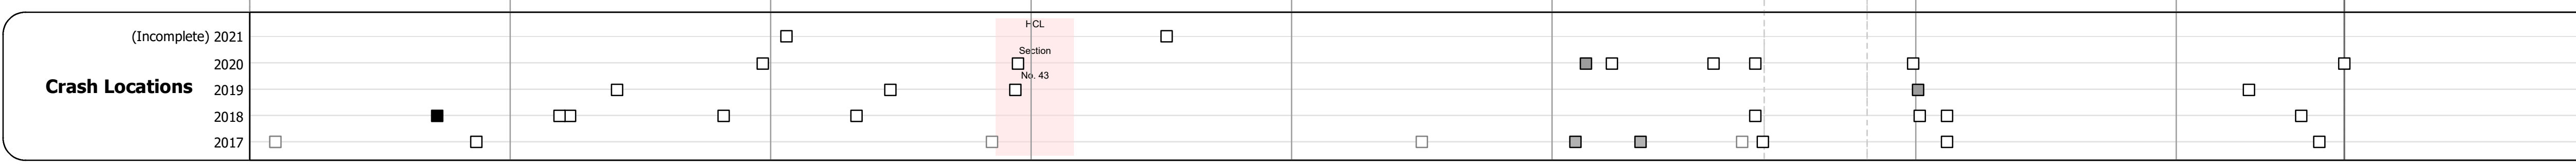 HCL
(Incomplete) 2021
Section
2020
No. 43
Crash Locations
2019
2018
2017